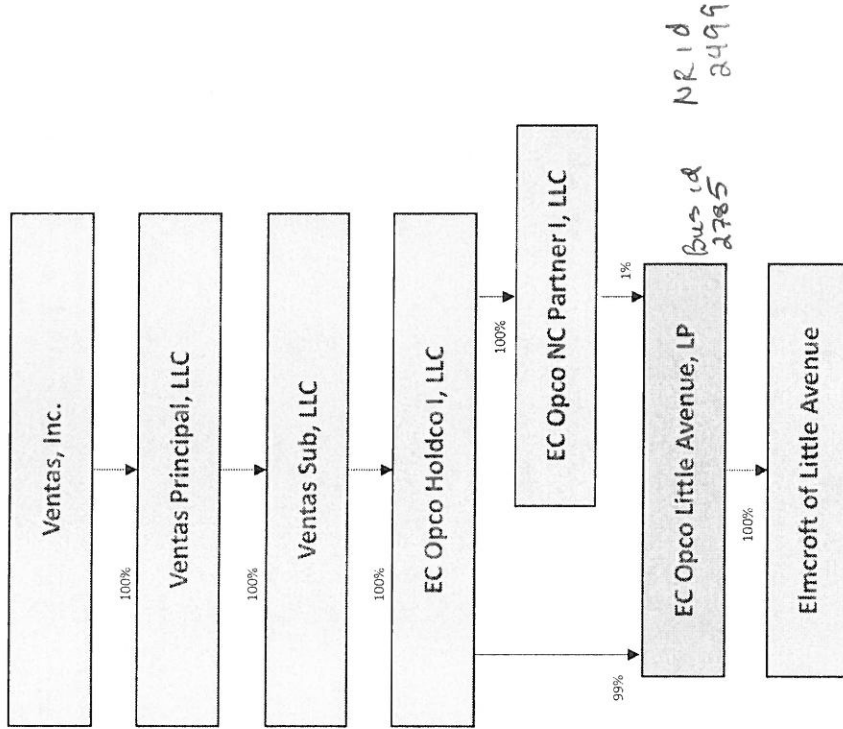 Ventas, Inc.
100%
Ventas Principal, LLC
100%
Ventas Sub, LLC
100%
EC Opco Holdco I, LLC
100%
EC Opco NC Partner I, LLC
99%
1%
EC Opco Little Avenue, LP
Bus id
2785
NR id
2499
100%
Elmcroft of Little Avenue